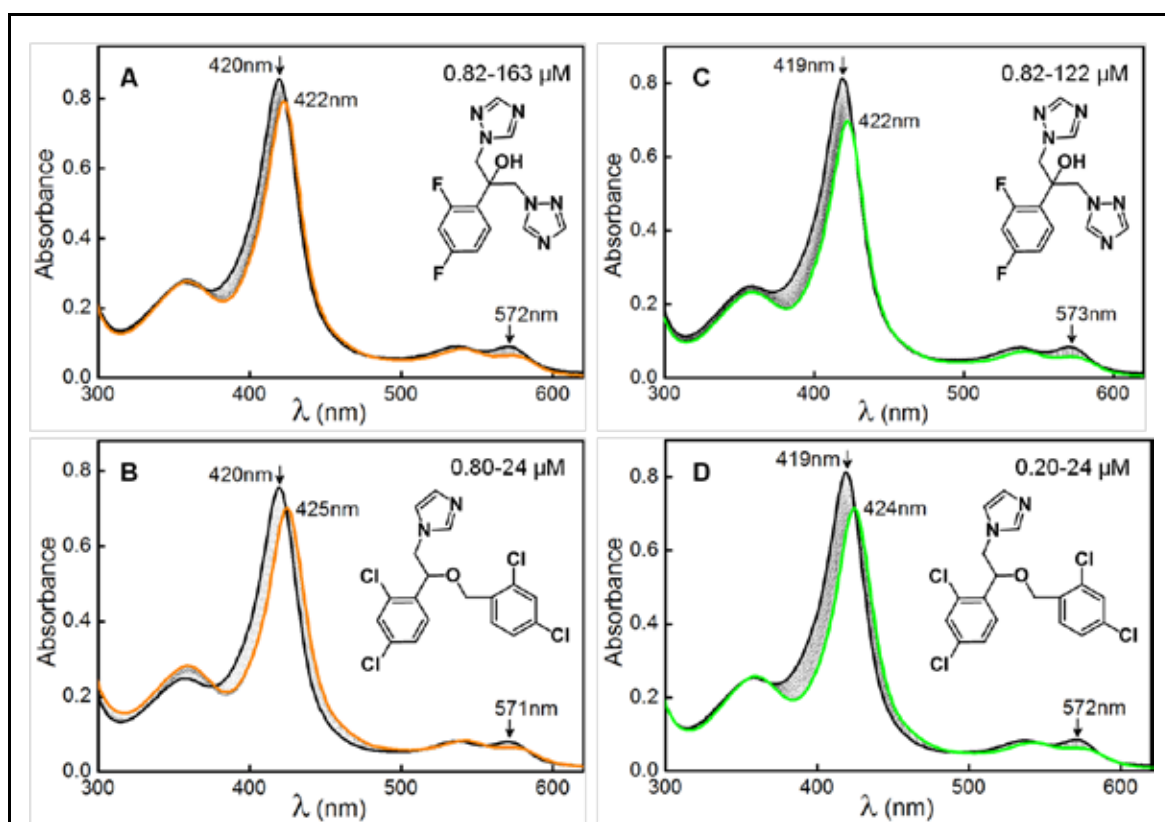 A
420nm
0.82-163 µM
422nm
N
N
N
OH
F
N
N
N
F
572nm
Absorbance
0.8
0.6
0.4
0.2
0.0
300
400
500
600
λ (nm)
C
419nm
0.82-122 µM
422nm
N
N
N
OH
F
N
N
N
F
573nm
Absorbance
0.8
0.6
0.4
0.2
0.0
300
400
500
600
λ (nm)
B
420nm
0.80-24 µM
425nm
N
N
Cl
O
Cl
Cl
Cl
571nm
Absorbance
0.8
0.6
0.4
0.2
0.0
300
400
500
600
λ (nm)
D
419nm
0.20-24 µM
424nm
N
N
Cl
O
Cl
Cl
Cl
572nm
Absorbance
0.8
0.6
0.4
0.2
0.0
300
400
500
600
λ (nm)